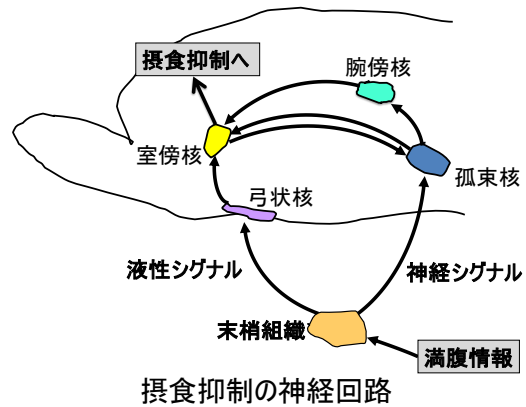 摂食抑制へ
腕傍核
室傍核
孤束核
弓状核
液性シグナル
神経シグナル
末梢組織
満腹情報
摂食抑制の神経回路